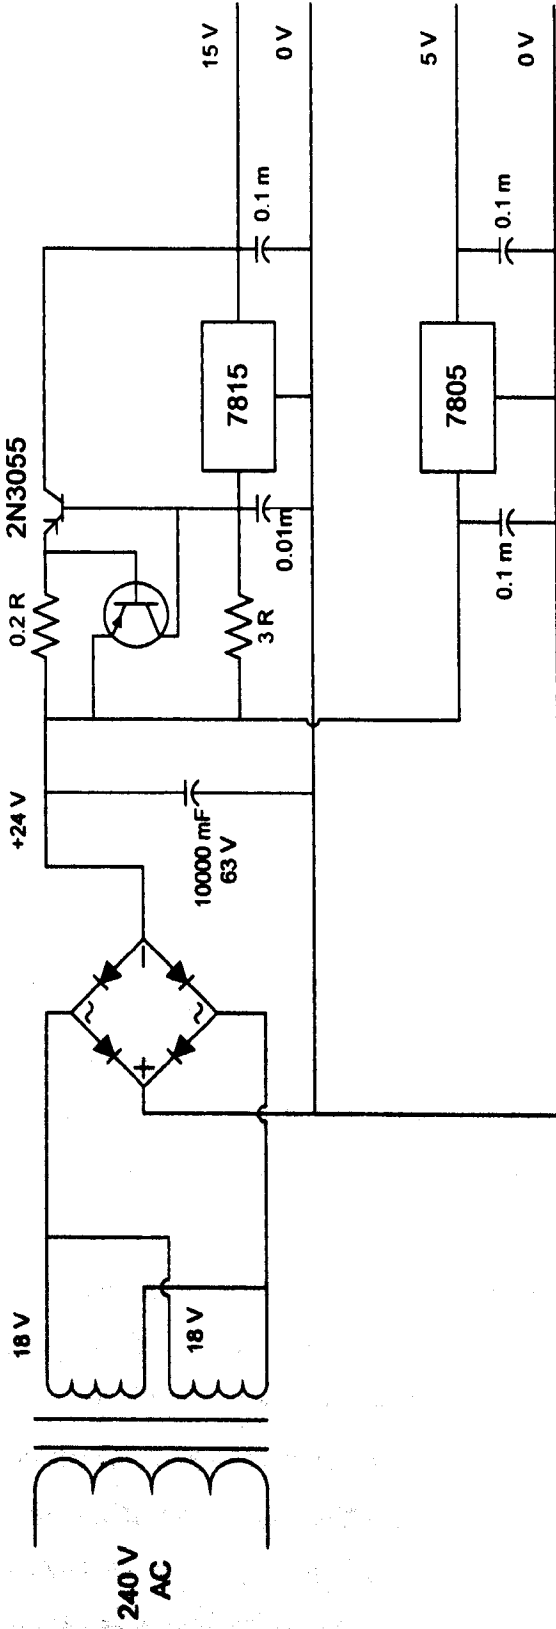 240 V
AC
18 V
18 V
~
~
+
−
+24 V
10000 mF
63 V
0.2 R
2N3055
3 R
0.01m
7815
0.1 m
15 V
0 V
0.1 m
7805
0.1 m
5 V
0 V